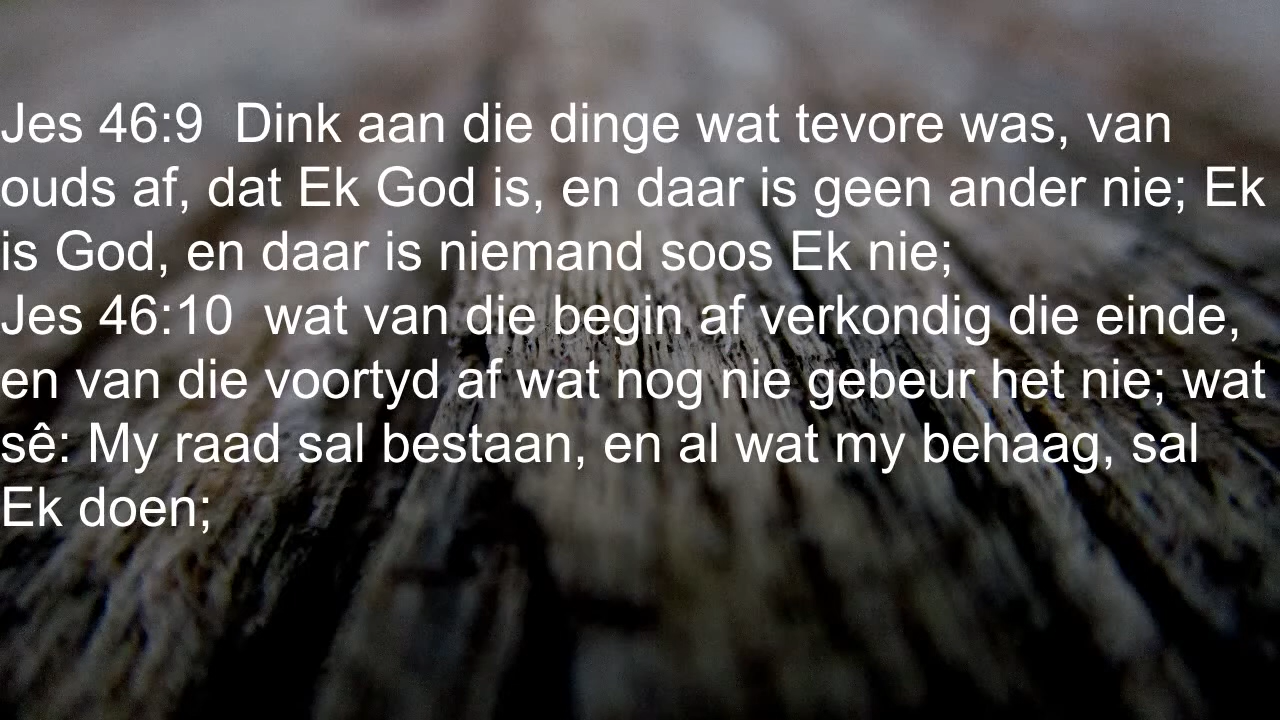 Jes 46:9  Dink aan die dinge wat tevore was, van
ouds af, dat Ek God is, en daar is geen ander nie; Ek
is God, en daar is niemand soos Ek nie;
Jes 46:10  wat van die begin af verkondig die einde,
en van die voortyd af wat nog nie gebeur het nie; wat
sê: My raad sal bestaan, en al wat my behaag, sal
Ek doen;